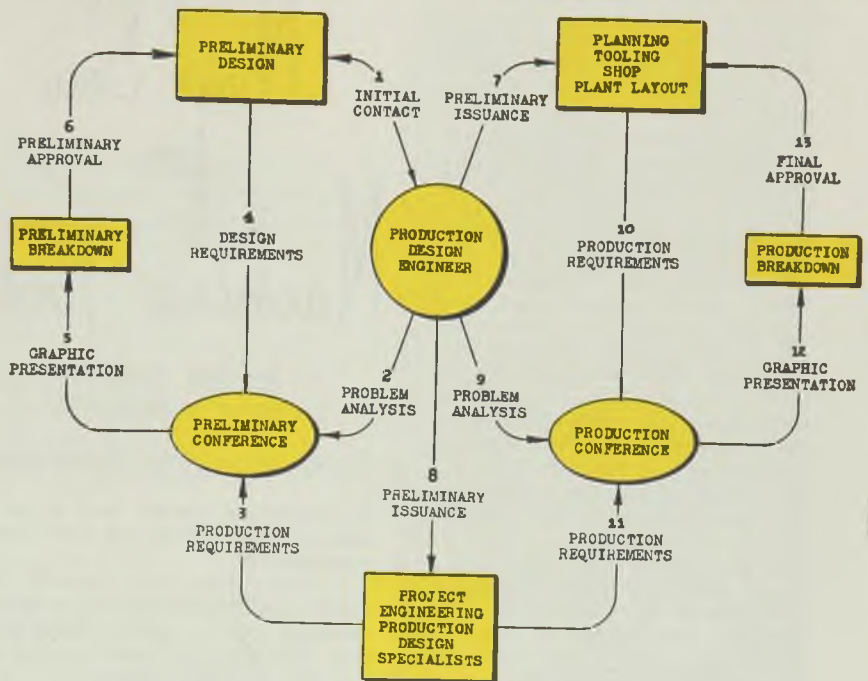 PRELIMINARY
DESIGN
1
INITIAL
CONTACT
7
PRELIMINARY
ISSUANCE
PLANNING
TOOLING
SHOP
PLANT LAYOUT
6
PRELIMINARY
APPROVAL
13
FINAL
APPROVAL
4
DESIGN
REQUIREMENTS
PRODUCTION
DESIGN
ENGINEER
10
PRODUCTION
REQUIREMENTS
PRELIMINARY
BREAKDOWN
PRODUCTION
BREAKDOWN
5
GRAPHIC
PRESENTATION
2
PROBLEM
ANALYSIS
9
PROBLEM
ANALYSIS
12
GRAPHIC
PRESENTATION
PRELIMINARY
CONFERENCE
PRODUCTION
CONFERENCE
8
PRELIMINARY
ISSUANCE
3
PRODUCTION
REQUIREMENTS
11
PRODUCTION
REQUIREMENTS
PROJECT
ENGINEERING
PRODUCTION
DESIGN
SPECIALISTS